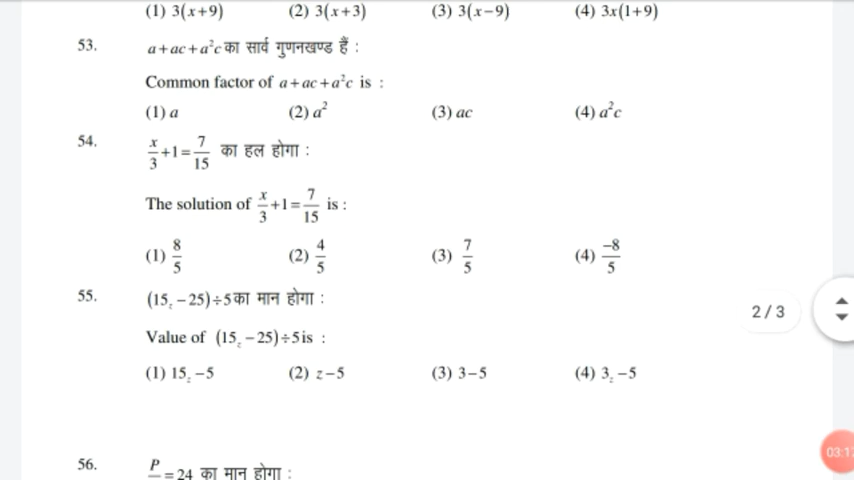 (1) 3(x+9) (2) 3(x+3) (3) 3(x−9) (4) 3x(1+9)
53. a+ac+a²c का सार्व गुणनखण्ड हैं :
Common factor of a+ac+a²c is :
(1) a (2) a² (3) ac (4) a²c
54. x/3 +1= 7/15 का हल होगा :
The solution of x/3 +1= 7/15 is :
(1) 8/5 (2) 4/5 (3) 7/5 (4) −8/5
55. (15z −25)÷5 का मान होगा :
2 / 3
Value of (15z −25)÷5 is :
(1) 15z −5 (2) z−5 (3) 3−5 (4) 3z −5
56. P = 24 का मान होगा :